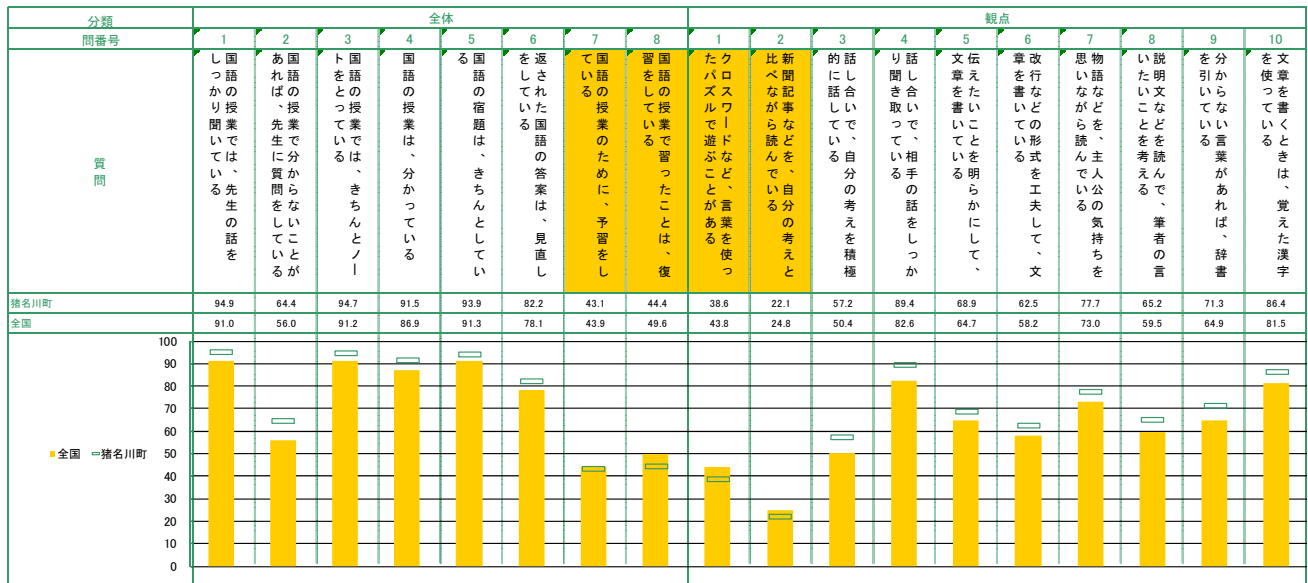 分類 全体 観点
問番号 1 2 3 4 5 6 7 8 1 2 3 4 5 6 7 8 9 10
質問
国語の授業では、先生の話を
しっかり聞いている
国語の授業で分からないことが
あれば、先生に質問をしている
国語の授業では、きちんとノー
トをとっている
国語の授業は、分かっている
国語の宿題は、きちんとしてい
る
返された国語の答案は、見直し
をしている
国語の授業のために、予習をし
ている
国語の授業で習ったことは、復
習をしている
クロスワードなど、言葉を使っ
たパズルで遊ぶことがある
新聞記事などを、自分の考えと
比べながら読んでいる
話し合いで、自分の考えを積極
的に話している
話し合いで、相手の話をしっか
り聞き取っている
伝えたいことを明らかにして、
文章を書いている
改行などの形式を工夫して、文
章を書いている
物語などを、主人公の気持ちを
思いながら読んでいる
説明文などを読んで、筆者の言
いたいことを考える
分からない言葉があれば、辞書
を引いている
文章を書くときは、覚えた漢字
を使っている
猪名川町 94.9 64.4 94.7 91.5 93.9 82.2 43.1 44.4 38.6 22.1 57.2 89.4 68.9 62.5 77.7 65.2 71.3 86.4
全国 91.0 56.0 91.2 86.9 91.3 78.1 43.9 49.6 43.8 24.8 50.4 82.6 64.7 58.2 73.0 59.5 64.9 81.5
100
90
80
70
60
50
40
30
20
10
0
全国 猪名川町